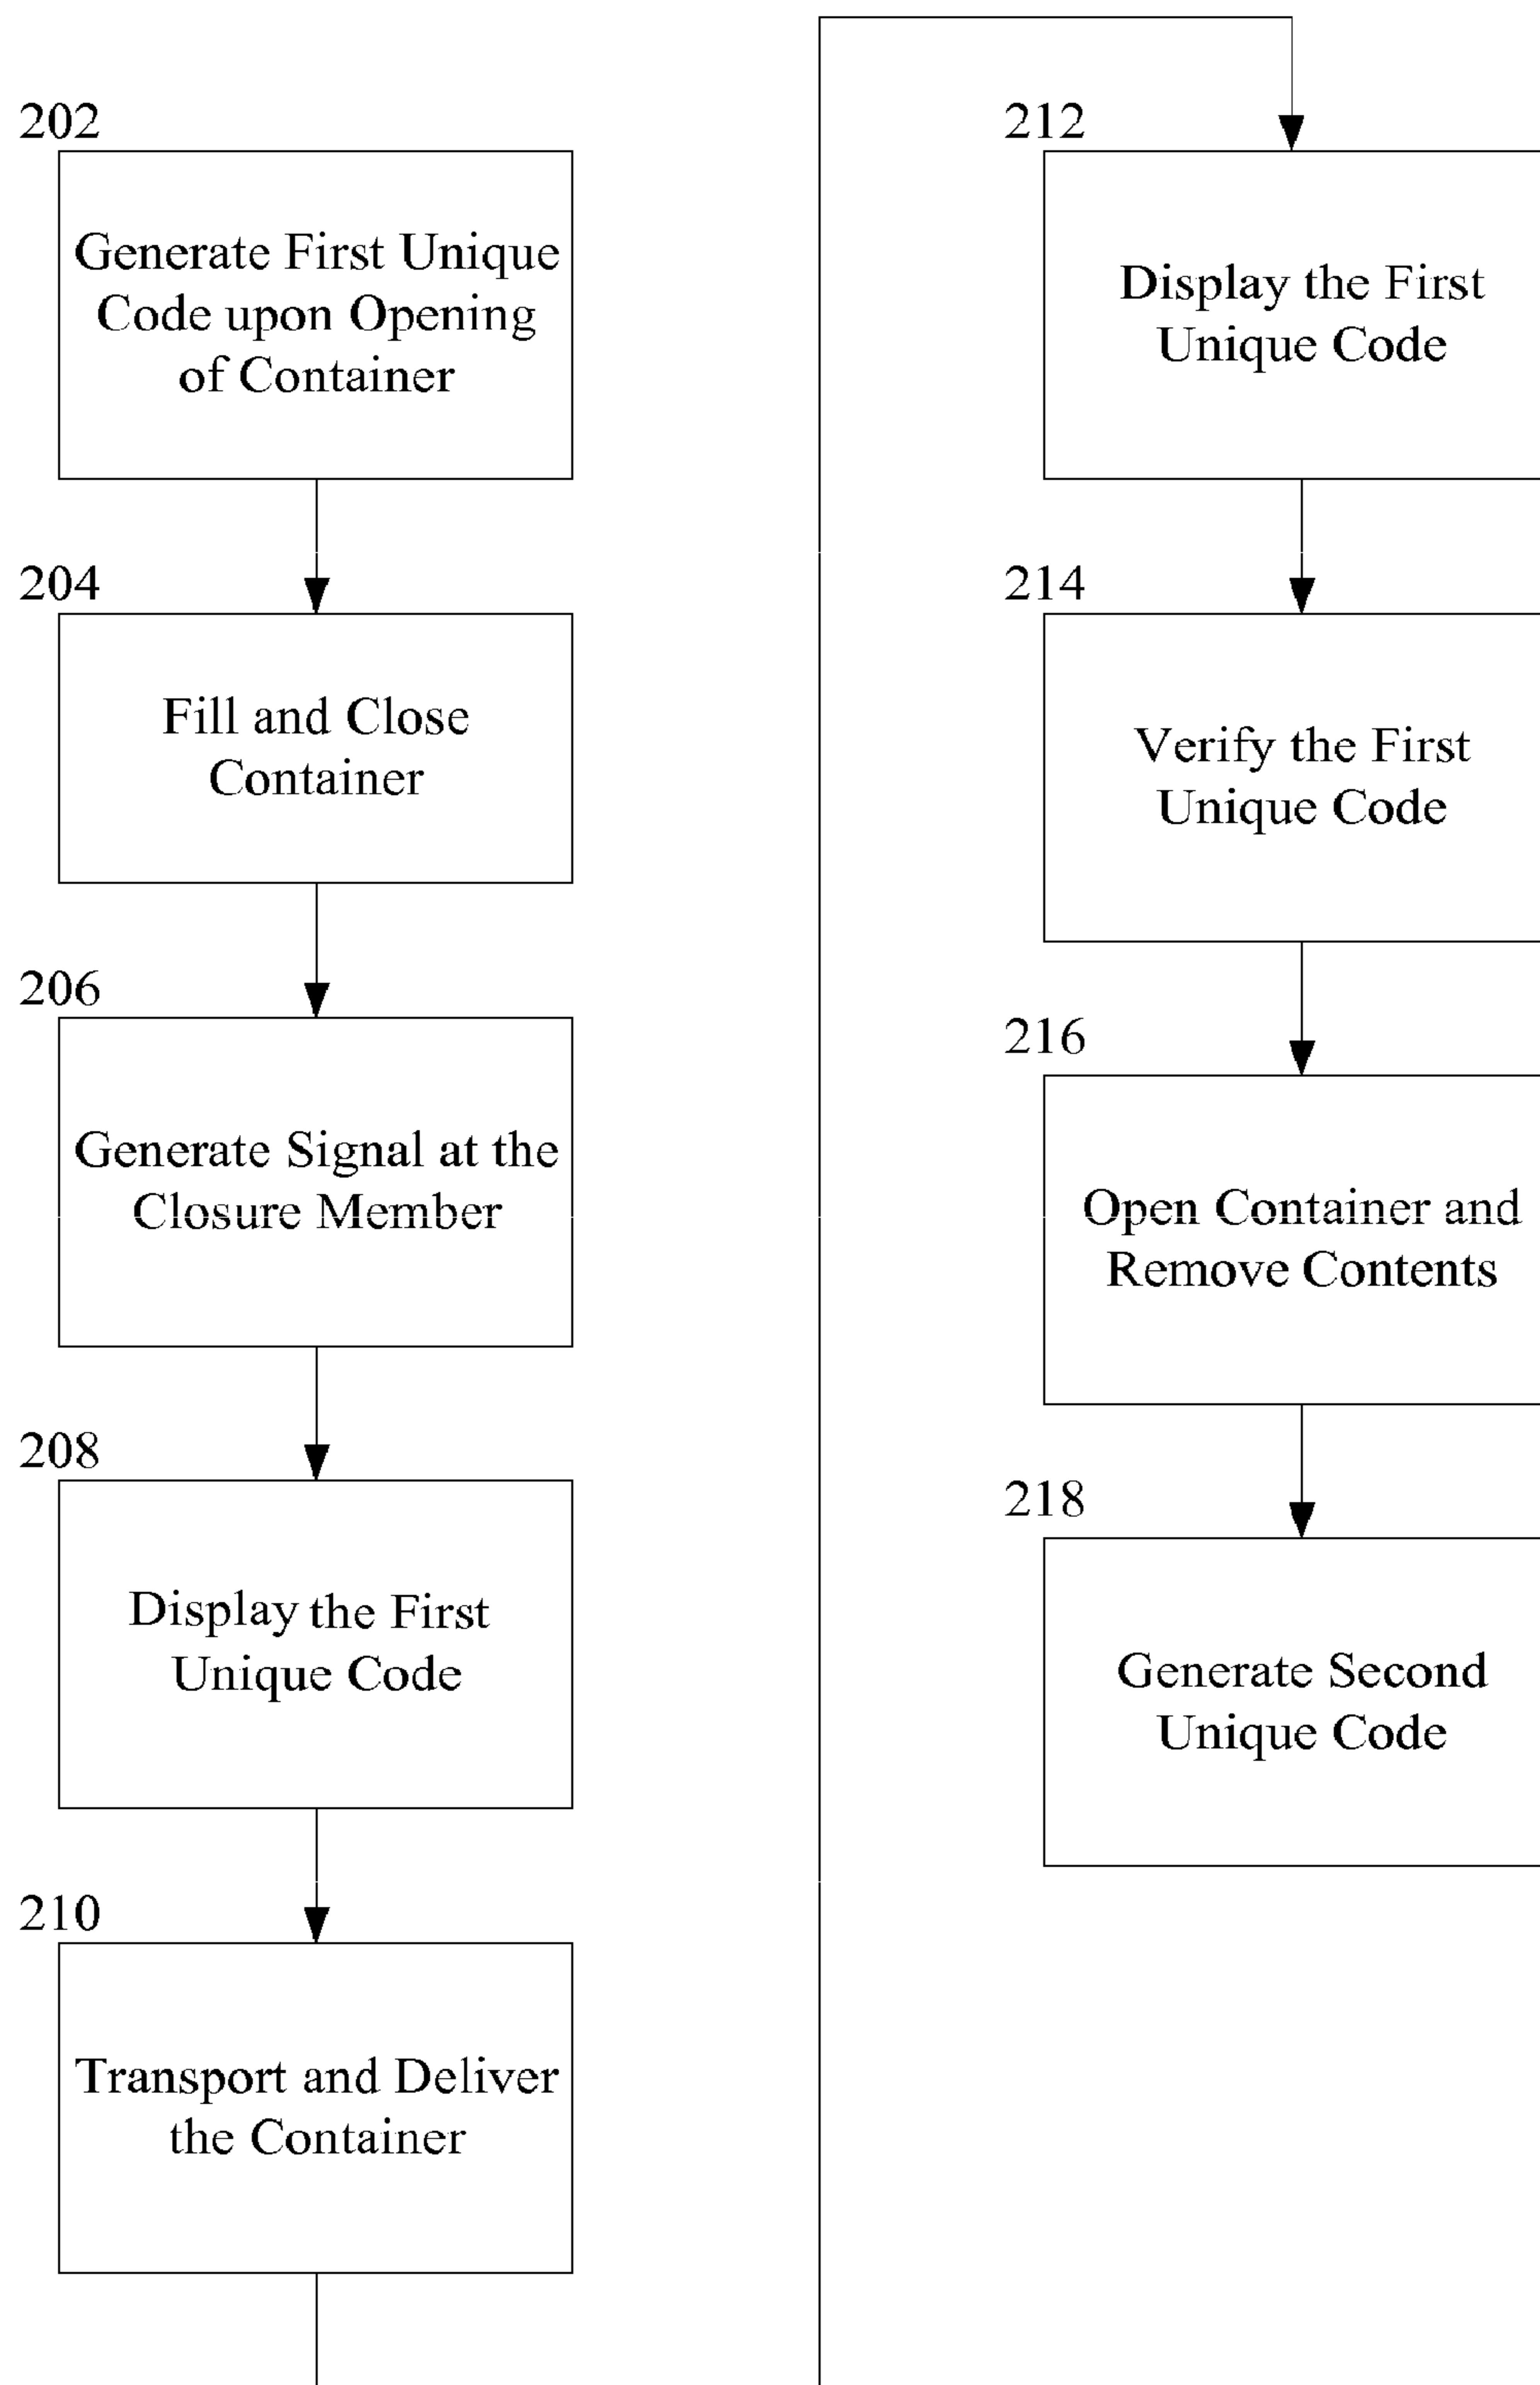 202
Generate First Unique
Code upon Opening
of Container
204
Fill and Close
Container
206
Generate Signal at the
Closure Member
208
Display the First
Unique Code
210
Transport and Deliver
the Container
212
Display the First
Unique Code
214
Verify the First
Unique Code
216
Open Container and
Remove Contents
218
Generate Second
Unique Code